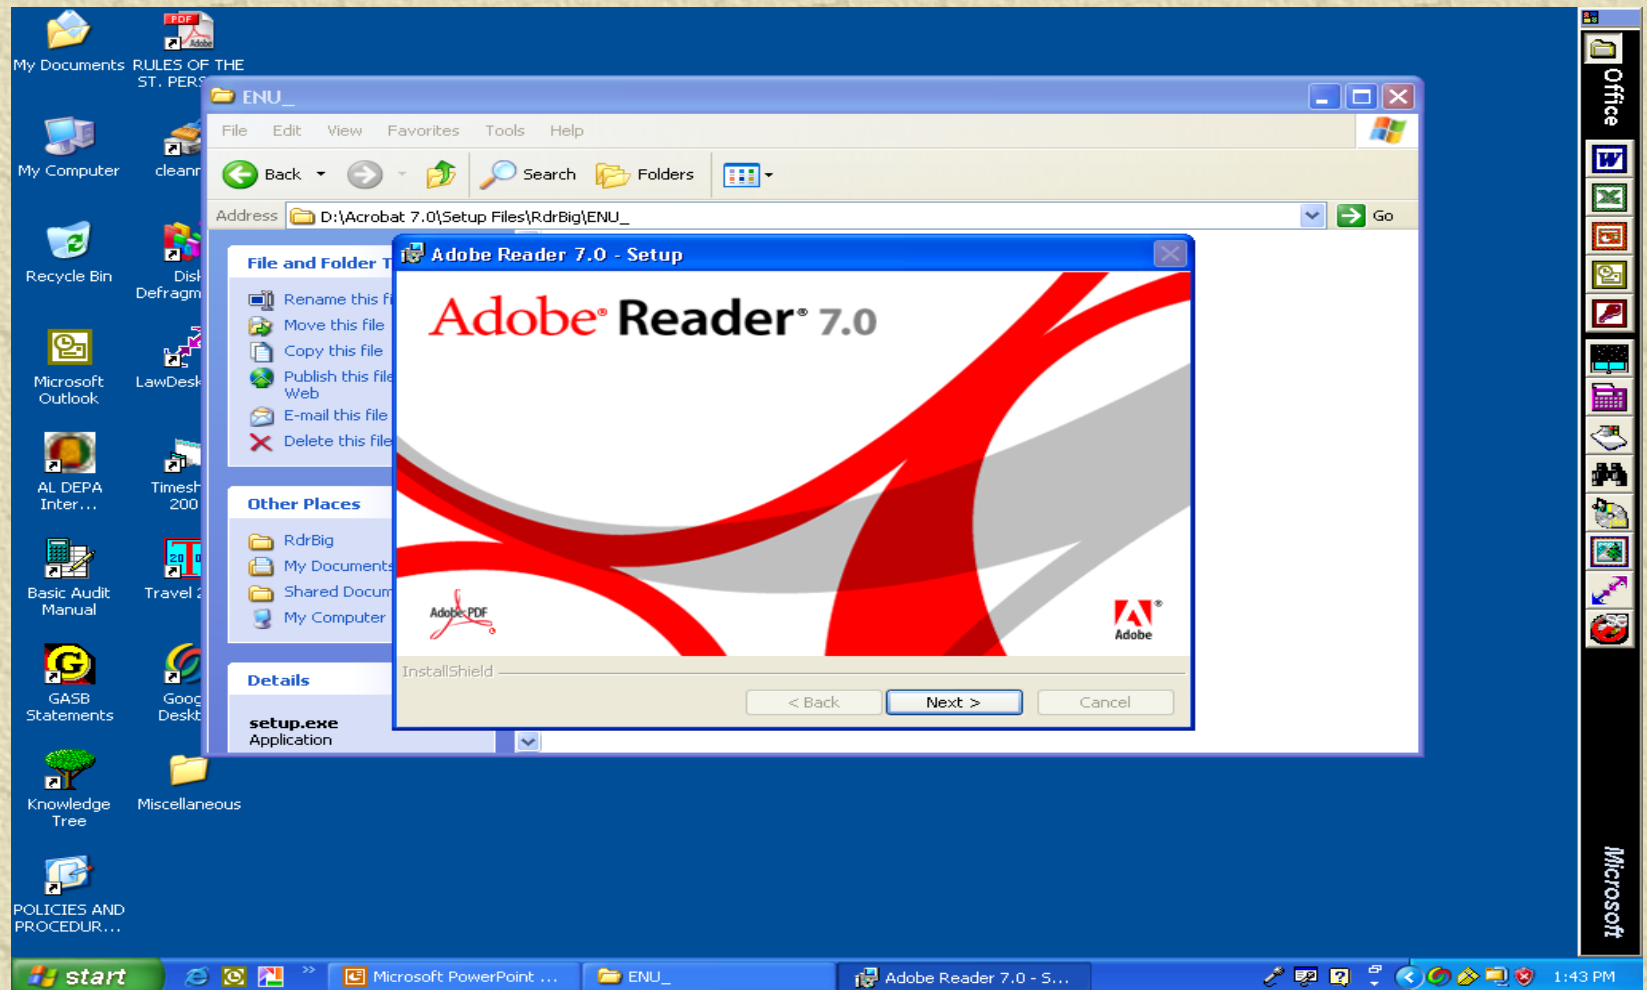 My Documents
RULES OF THE
ST. PERS
My Computer
cleanr
Recycle Bin
Disk
Defragm
Microsoft
Outlook
LawDesk
AL DEPA
Inter...
Timesh
200
Basic Audit
Manual
Travel 2
GASB
Statements
Goog
Deskt
Knowledge
Tree
Miscellaneous
POLICIES AND
PROCEDUR...
ENU_
File Edit View Favorites Tools Help
Back Search Folders
Address D:\Acrobat 7.0\Setup Files\RdrBig\ENU_ Go
File and Folder T
Rename this fi
Move this file
Copy this file
Publish this file
Web
E-mail this file
Delete this file
Other Places
RdrBig
My Documents
Shared Docum
My Computer
Details
setup.exe
Application
Adobe Reader 7.0 - Setup
Adobe® Reader® 7.0
Adobe PDF
Adobe
InstallShield
< Back Next > Cancel
Office
Microsoft
start
Microsoft PowerPoint ...
ENU_
Adobe Reader 7.0 - S...
1:43 PM